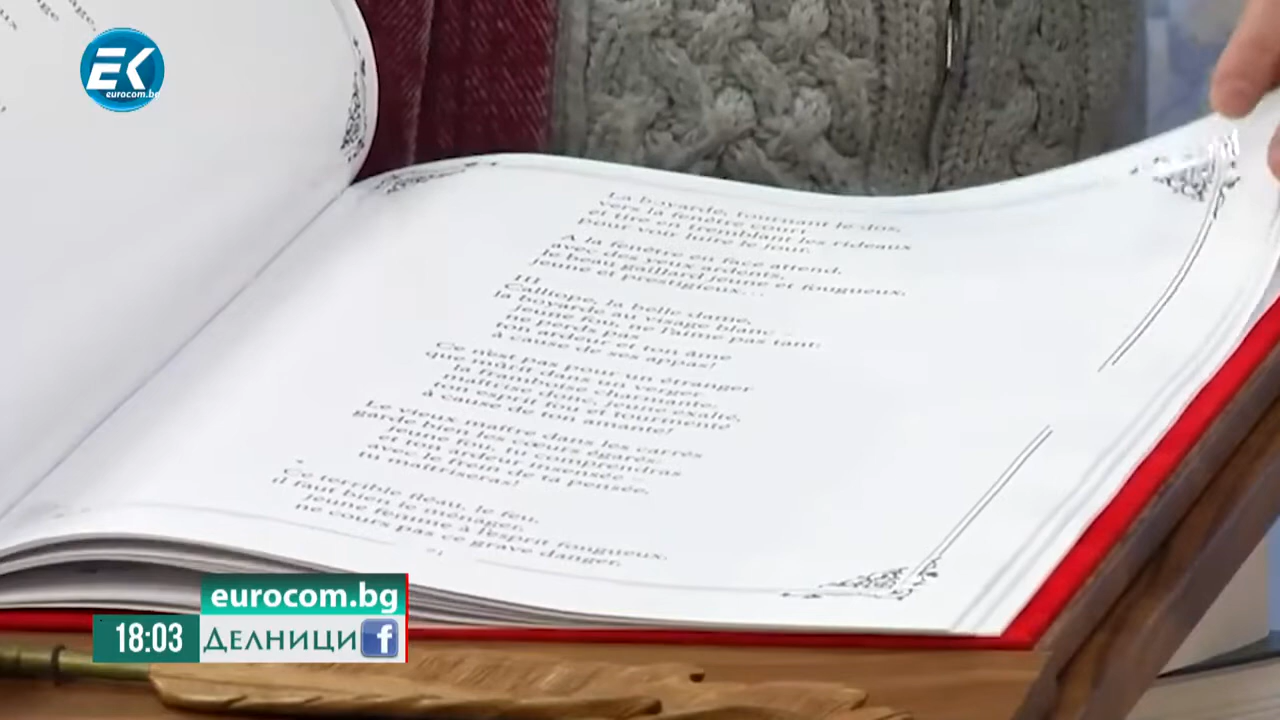 EK
eurocom.bg
La boyarde, tournant le dos,
vers la fenêtre court
et tire en tremblant les rideaux
pour voir luire le jour.
A la fenêtre en face attend,
avec des yeux ardents,
le beau gaillard jeune et fougueux,
jeune et prestigieux...
III
Calliope, la belle dame,
la boyarde au visage blanc –
jeune fou, ne l'aime pas tant:
ne perds pas
ton ardeur et ton âme
à cause de ses appas!
Ce n'est pas pour un étranger
que mûrit dans un verger
la framboise charmante;
maîtrise donc, jeune exalté,
ton esprit fou et tourmenté
à cause de ton amante!
Le vieux maître dans les carrés
garde bien les cœurs égarés:
jeune fou, tu comprendras
et ton ardeur insensée –
avec le frein de ta pensée,
tu maîtriseras!
Ce terrible fléau, le feu,
il faut bien le ménager,
jeune femme à l'esprit fougueux.
ne cours pas ce grave danger.
eurocom.bg
18:03 ДЕЛНИЦИ f